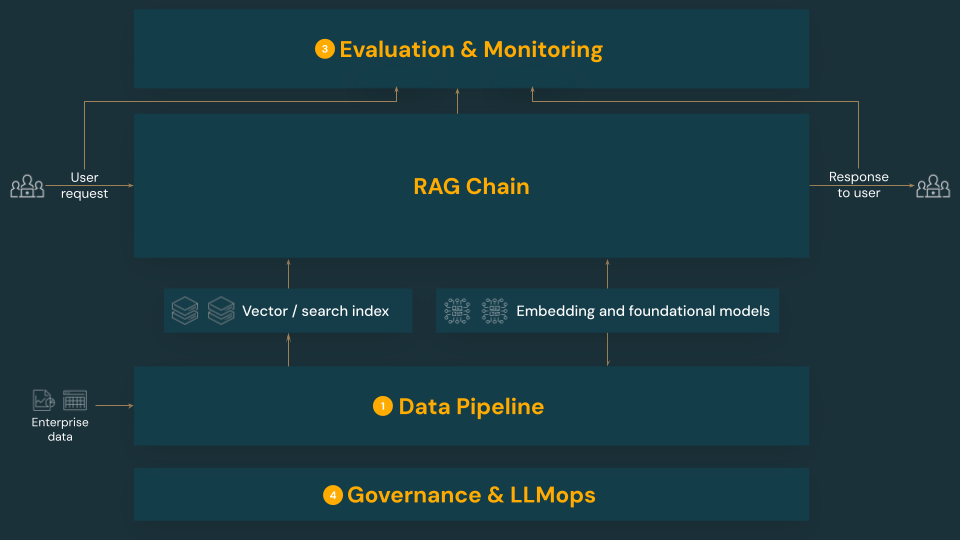 3 Evaluation & Monitoring
User
request
RAG Chain
Response
to user
Vector / search index
Embedding and foundational models
1 Data Pipeline
Enterprise
data
4 Governance & LLMops